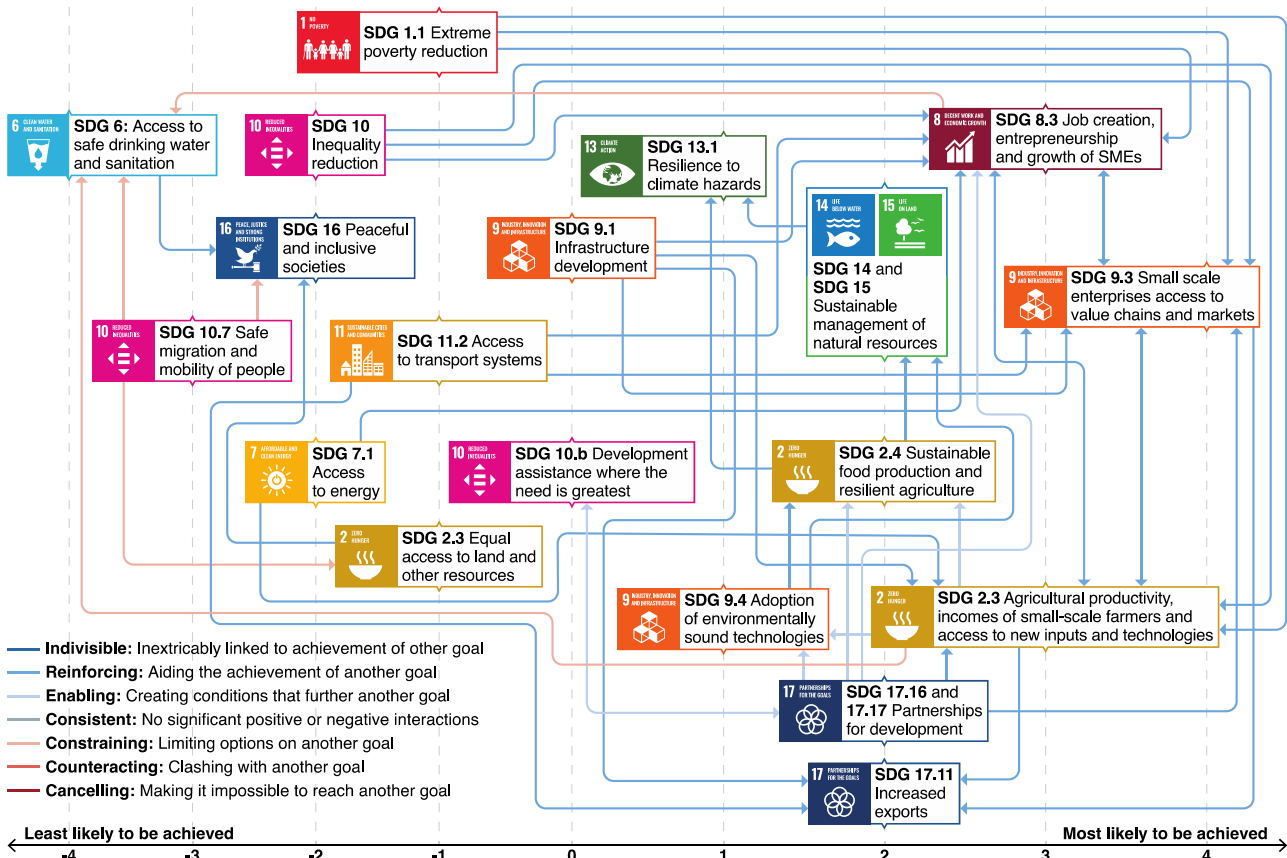 1 NO
POVERTY
SDG 1.1 Extreme
poverty reduction
6 CLEAN WATER
AND SANITATION
SDG 6: Access to
safe drinking water
and sanitation
10 REDUCED
INEQUALITIES
SDG 10
Inequality
reduction
13 CLIMATE
ACTION
SDG 13.1
Resilience to
climate hazards
8 DECENT WORK AND
ECONOMIC GROWTH
SDG 8.3 Job creation,
entrepreneurship
and growth of SMEs
16 PEACE, JUSTICE
AND STRONG
INSTITUTIONS
SDG 16 Peaceful
and inclusive
societies
9 INDUSTRY, INNOVATION
AND INFRASTRUCTURE
SDG 9.1
Infrastructure
development
14 LIFE
BELOW WATER
15 LIFE
ON LAND
SDG 14 and
SDG 15
Sustainable
management of
natural resources
9 INDUSTRY, INNOVATION
AND INFRASTRUCTURE
SDG 9.3 Small scale
enterprises access to
value chains and markets
10 REDUCED
INEQUALITIES
SDG 10.7 Safe
migration and
mobility of people
11 SUSTAINABLE CITIES
AND COMMUNITIES
SDG 11.2 Access
to transport systems
7 AFFORDABLE AND
CLEAN ENERGY
SDG 7.1
Access
to energy
10 REDUCED
INEQUALITIES
SDG 10.b Development
assistance where the
need is greatest
2 ZERO
HUNGER
SDG 2.4 Sustainable
food production and
resilient agriculture
2 ZERO
HUNGER
SDG 2.3 Equal
access to land and
other resources
9 INDUSTRY, INNOVATION
AND INFRASTRUCTURE
SDG 9.4 Adoption
of environmentally
sound technologies
2 ZERO
HUNGER
SDG 2.3 Agricultural productivity,
incomes of small-scale farmers and
access to new inputs and technologies
17 PARTNERSHIPS
FOR THE GOALS
SDG 17.16 and
17.17 Partnerships
for development
17 PARTNERSHIPS
FOR THE GOALS
SDG 17.11
Increased
exports
Indivisible: Inextricably linked to achievement of other goal
Reinforcing: Aiding the achievement of another goal
Enabling: Creating conditions that further another goal
Consistent: No significant positive or negative interactions
Constraining: Limiting options on another goal
Counteracting: Clashing with another goal
Cancelling: Making it impossible to reach another goal
Least likely to be achieved
Most likely to be achieved
-4 -3 -2 -1 0 1 2 3 4